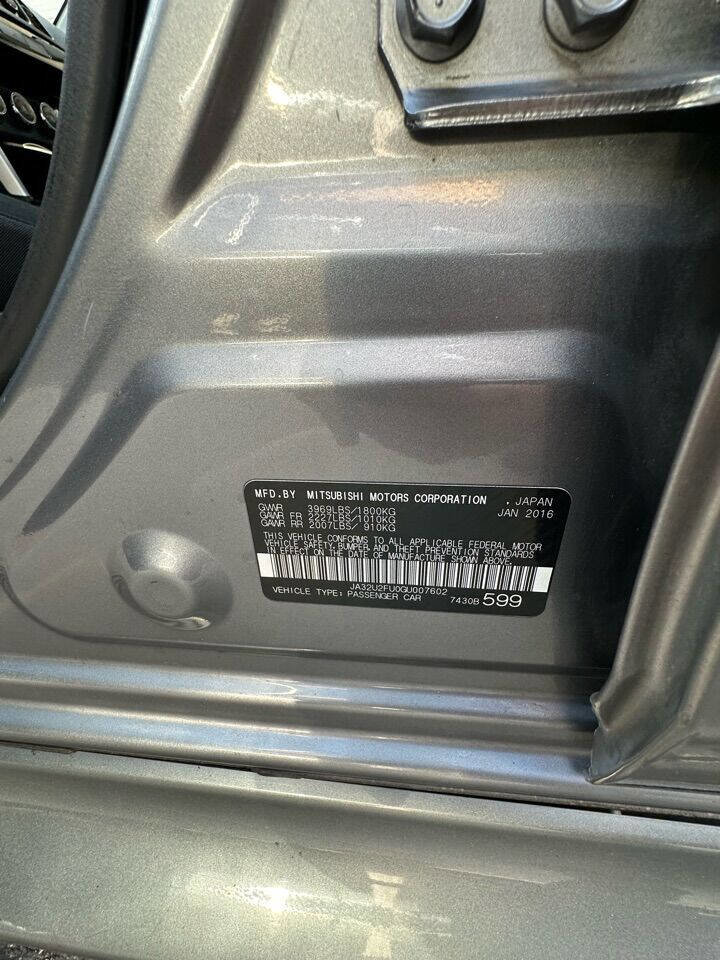 MFD.BY MITSUBISHI MOTORS CORPORATION , JAPAN
GVWR 3969LBS/1800KG JAN 2016
GAWR FR 2227LBS/1010KG
GAWR RR 2007LBS/ 910KG
THIS VEHICLE CONFORMS TO ALL APPLICABLE FEDERAL MOTOR
VEHICLE SAFETY,BUMPER AND THEFT PREVENTION STANDARDS
IN EFFECT ON THE DATE OF MANUFACTURE SHOWN ABOVE.
JA32U2FU0GU007602
VEHICLE TYPE: PASSENGER CAR 7430B 599